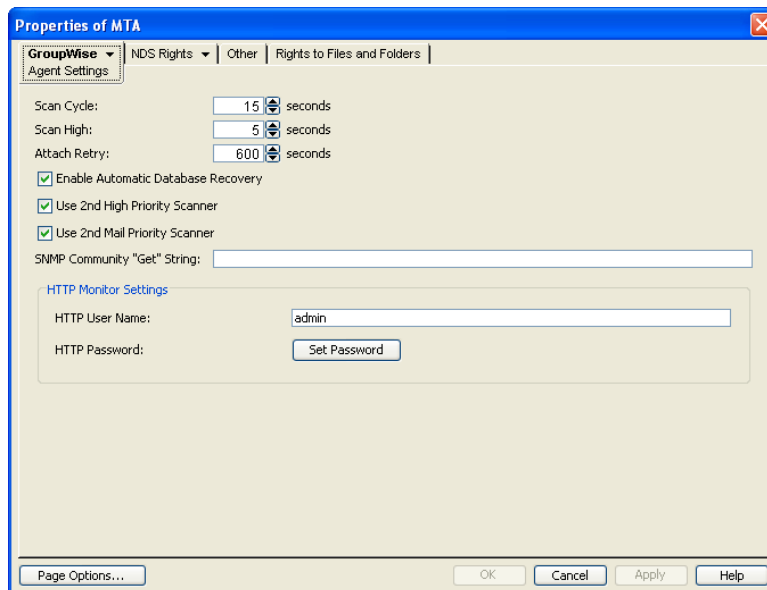 Properties of MTA
GroupWise NDS Rights Other Rights to Files and Folders
Agent Settings
Scan Cycle: 15 seconds
Scan High: 5 seconds
Attach Retry: 600 seconds
Enable Automatic Database Recovery
Use 2nd High Priority Scanner
Use 2nd Mail Priority Scanner
SNMP Community "Get" String:
HTTP Monitor Settings
HTTP User Name: admin
HTTP Password: Set Password
Page Options... OK Cancel Apply Help